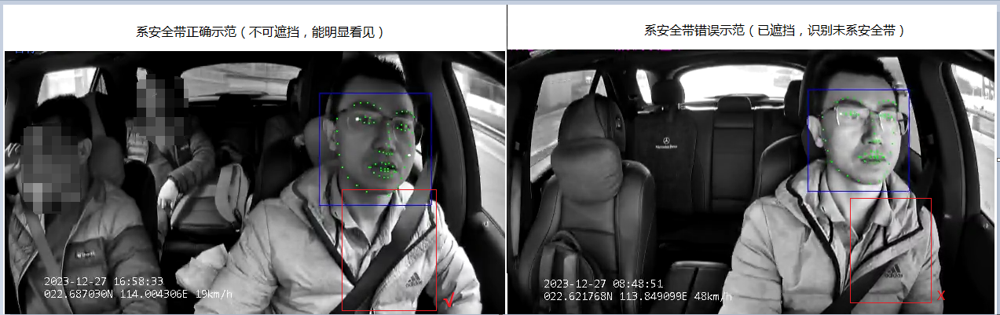 系安全带正确示范（不可遮挡，能明显看见）
2023-12-27 16:58:33
022.687030N 114.004306E 19km/h
系安全带错误示范（已遮挡，识别未系安全带）
Mercedes-Benz
adidas
2023-12-27 08:48:51
022.621768N 113.849099E 48km/h
X